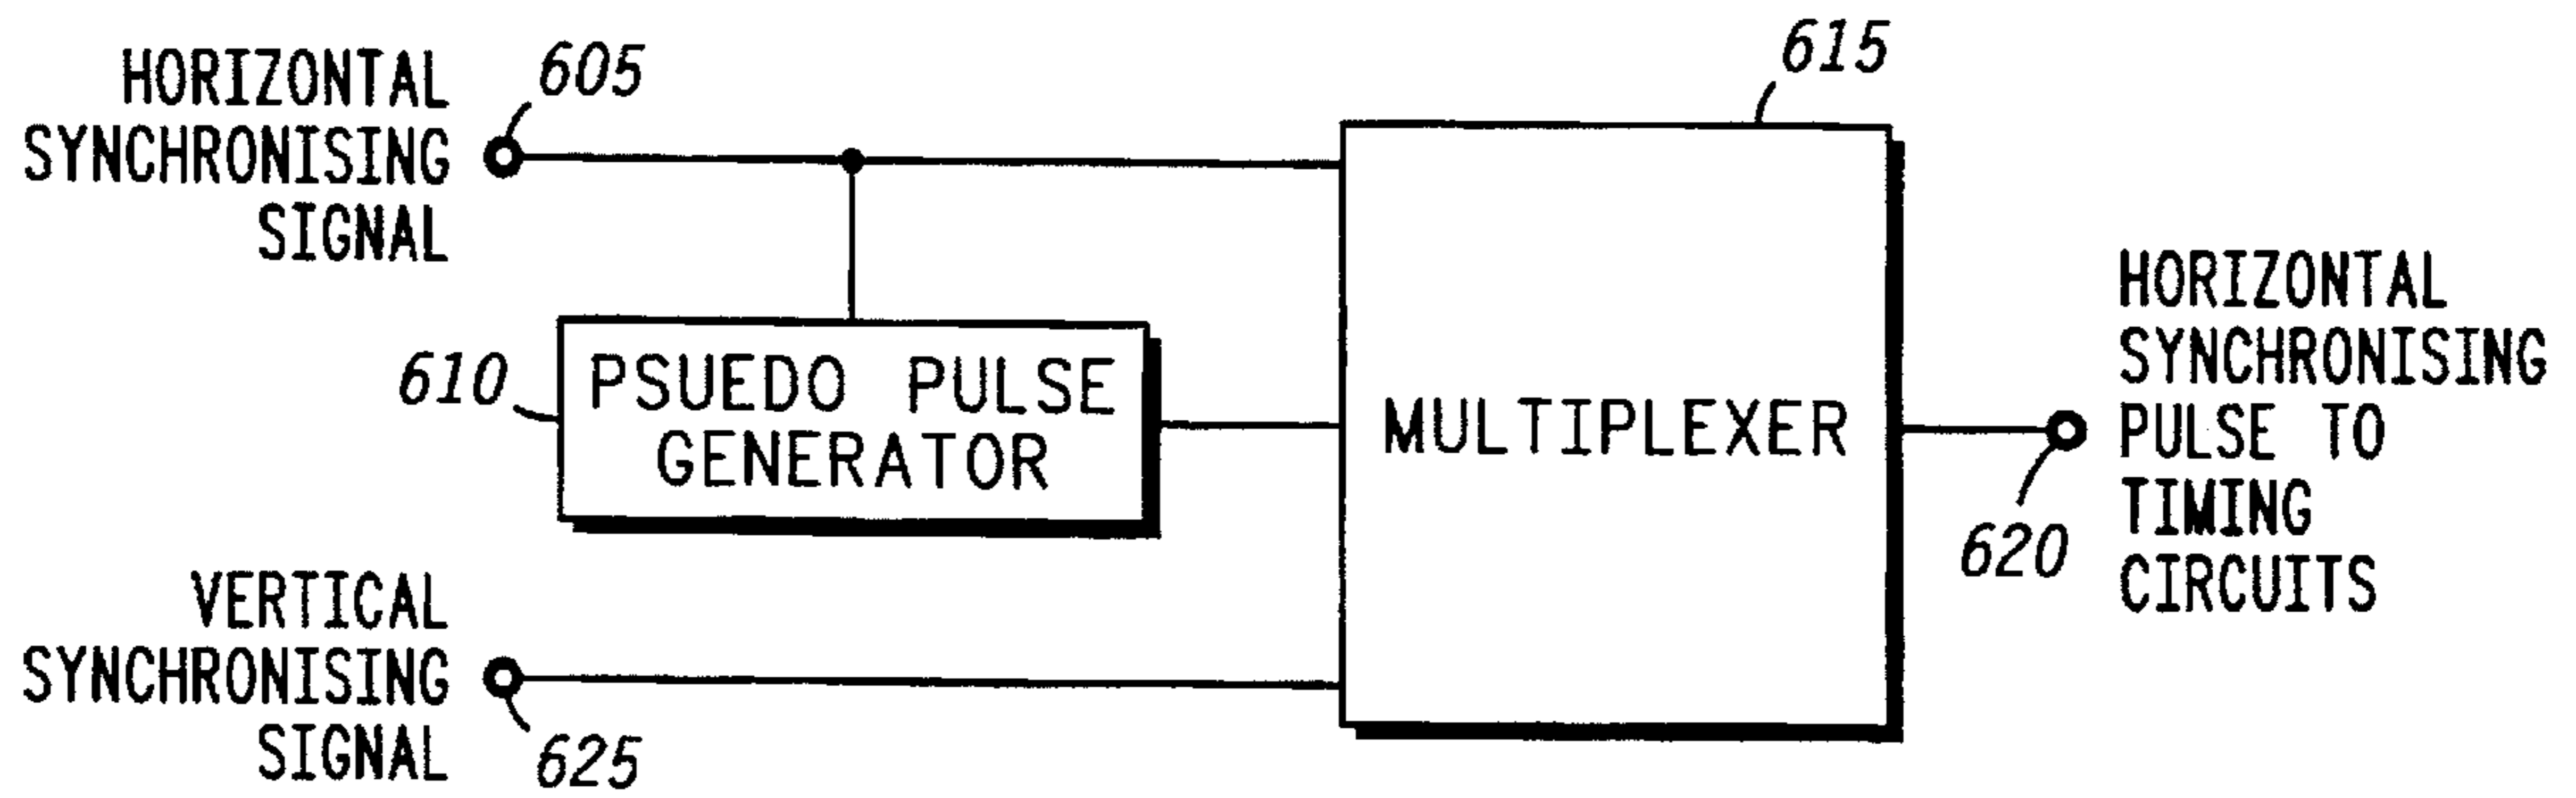 HORIZONTAL
SYNCHRONISING
SIGNAL
605
615
610
PSUEDO PULSE
GENERATOR
MULTIPLEXER
HORIZONTAL
SYNCHRONISING
PULSE TO
TIMING
CIRCUITS
620
VERTICAL
SYNCHRONISING
SIGNAL
625